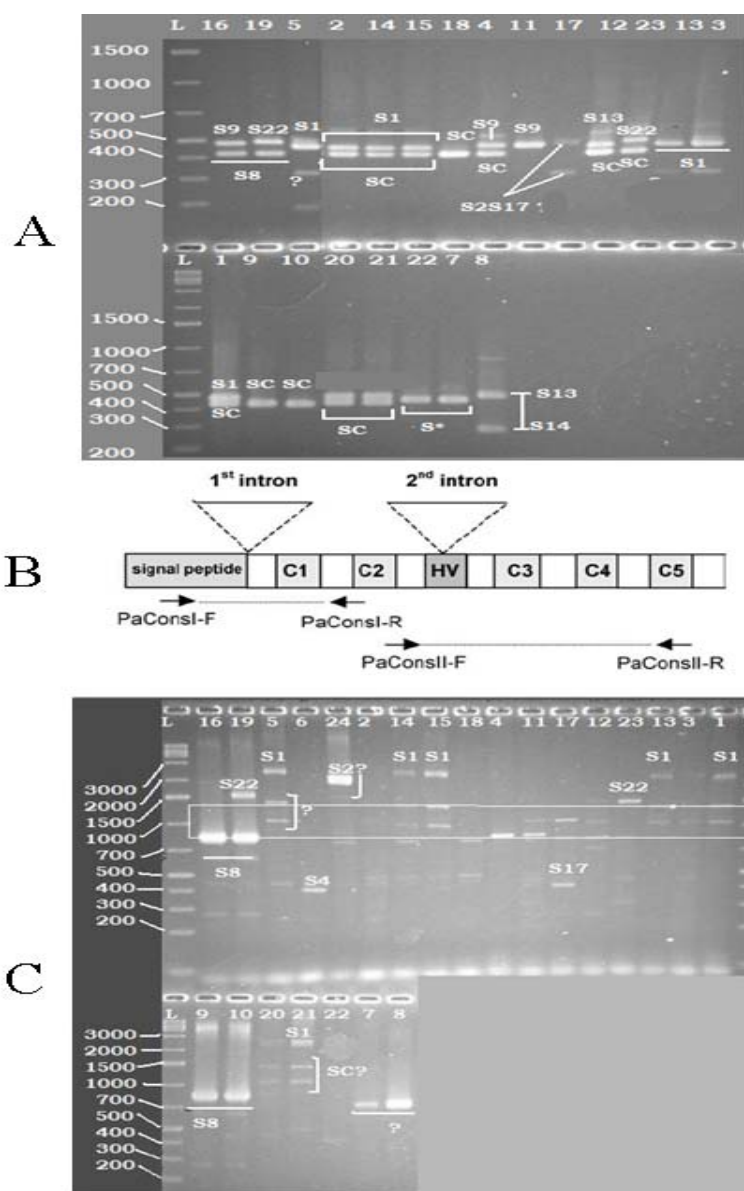 L 16 19 5 2 14 15 18 4 11 17 12 23 13 3
1500
1000
700
500
400
300
200
S9 S22 S1 S1 SC S9 S9 S13 S22
S8 ? SC S2S17 SC SC S1
A
L 1 9 10 20 21 22 7 8
1500
1000
700
500
400
300
200
S1 SC SC
SC SC S* S13
S14
1st intron 2nd intron
B
signal peptide C1 C2 HV C3 C4 C5
PaConsI-F PaConsI-R
PaConsII-F PaConsII-R
L 16 19 5 6 24 2 14 15 18 4 11 17 12 23 13 3 1
3000
2000
1500
1000
700
500
400
300
200
S1 S2? S1 S1 S1 S1
S22 ? S22
S8 S4 S17
C
L 9 10 20 21 22 7 8
3000
2000
1500
1000
700
500
400
300
200
S1
SC?
S8 ?